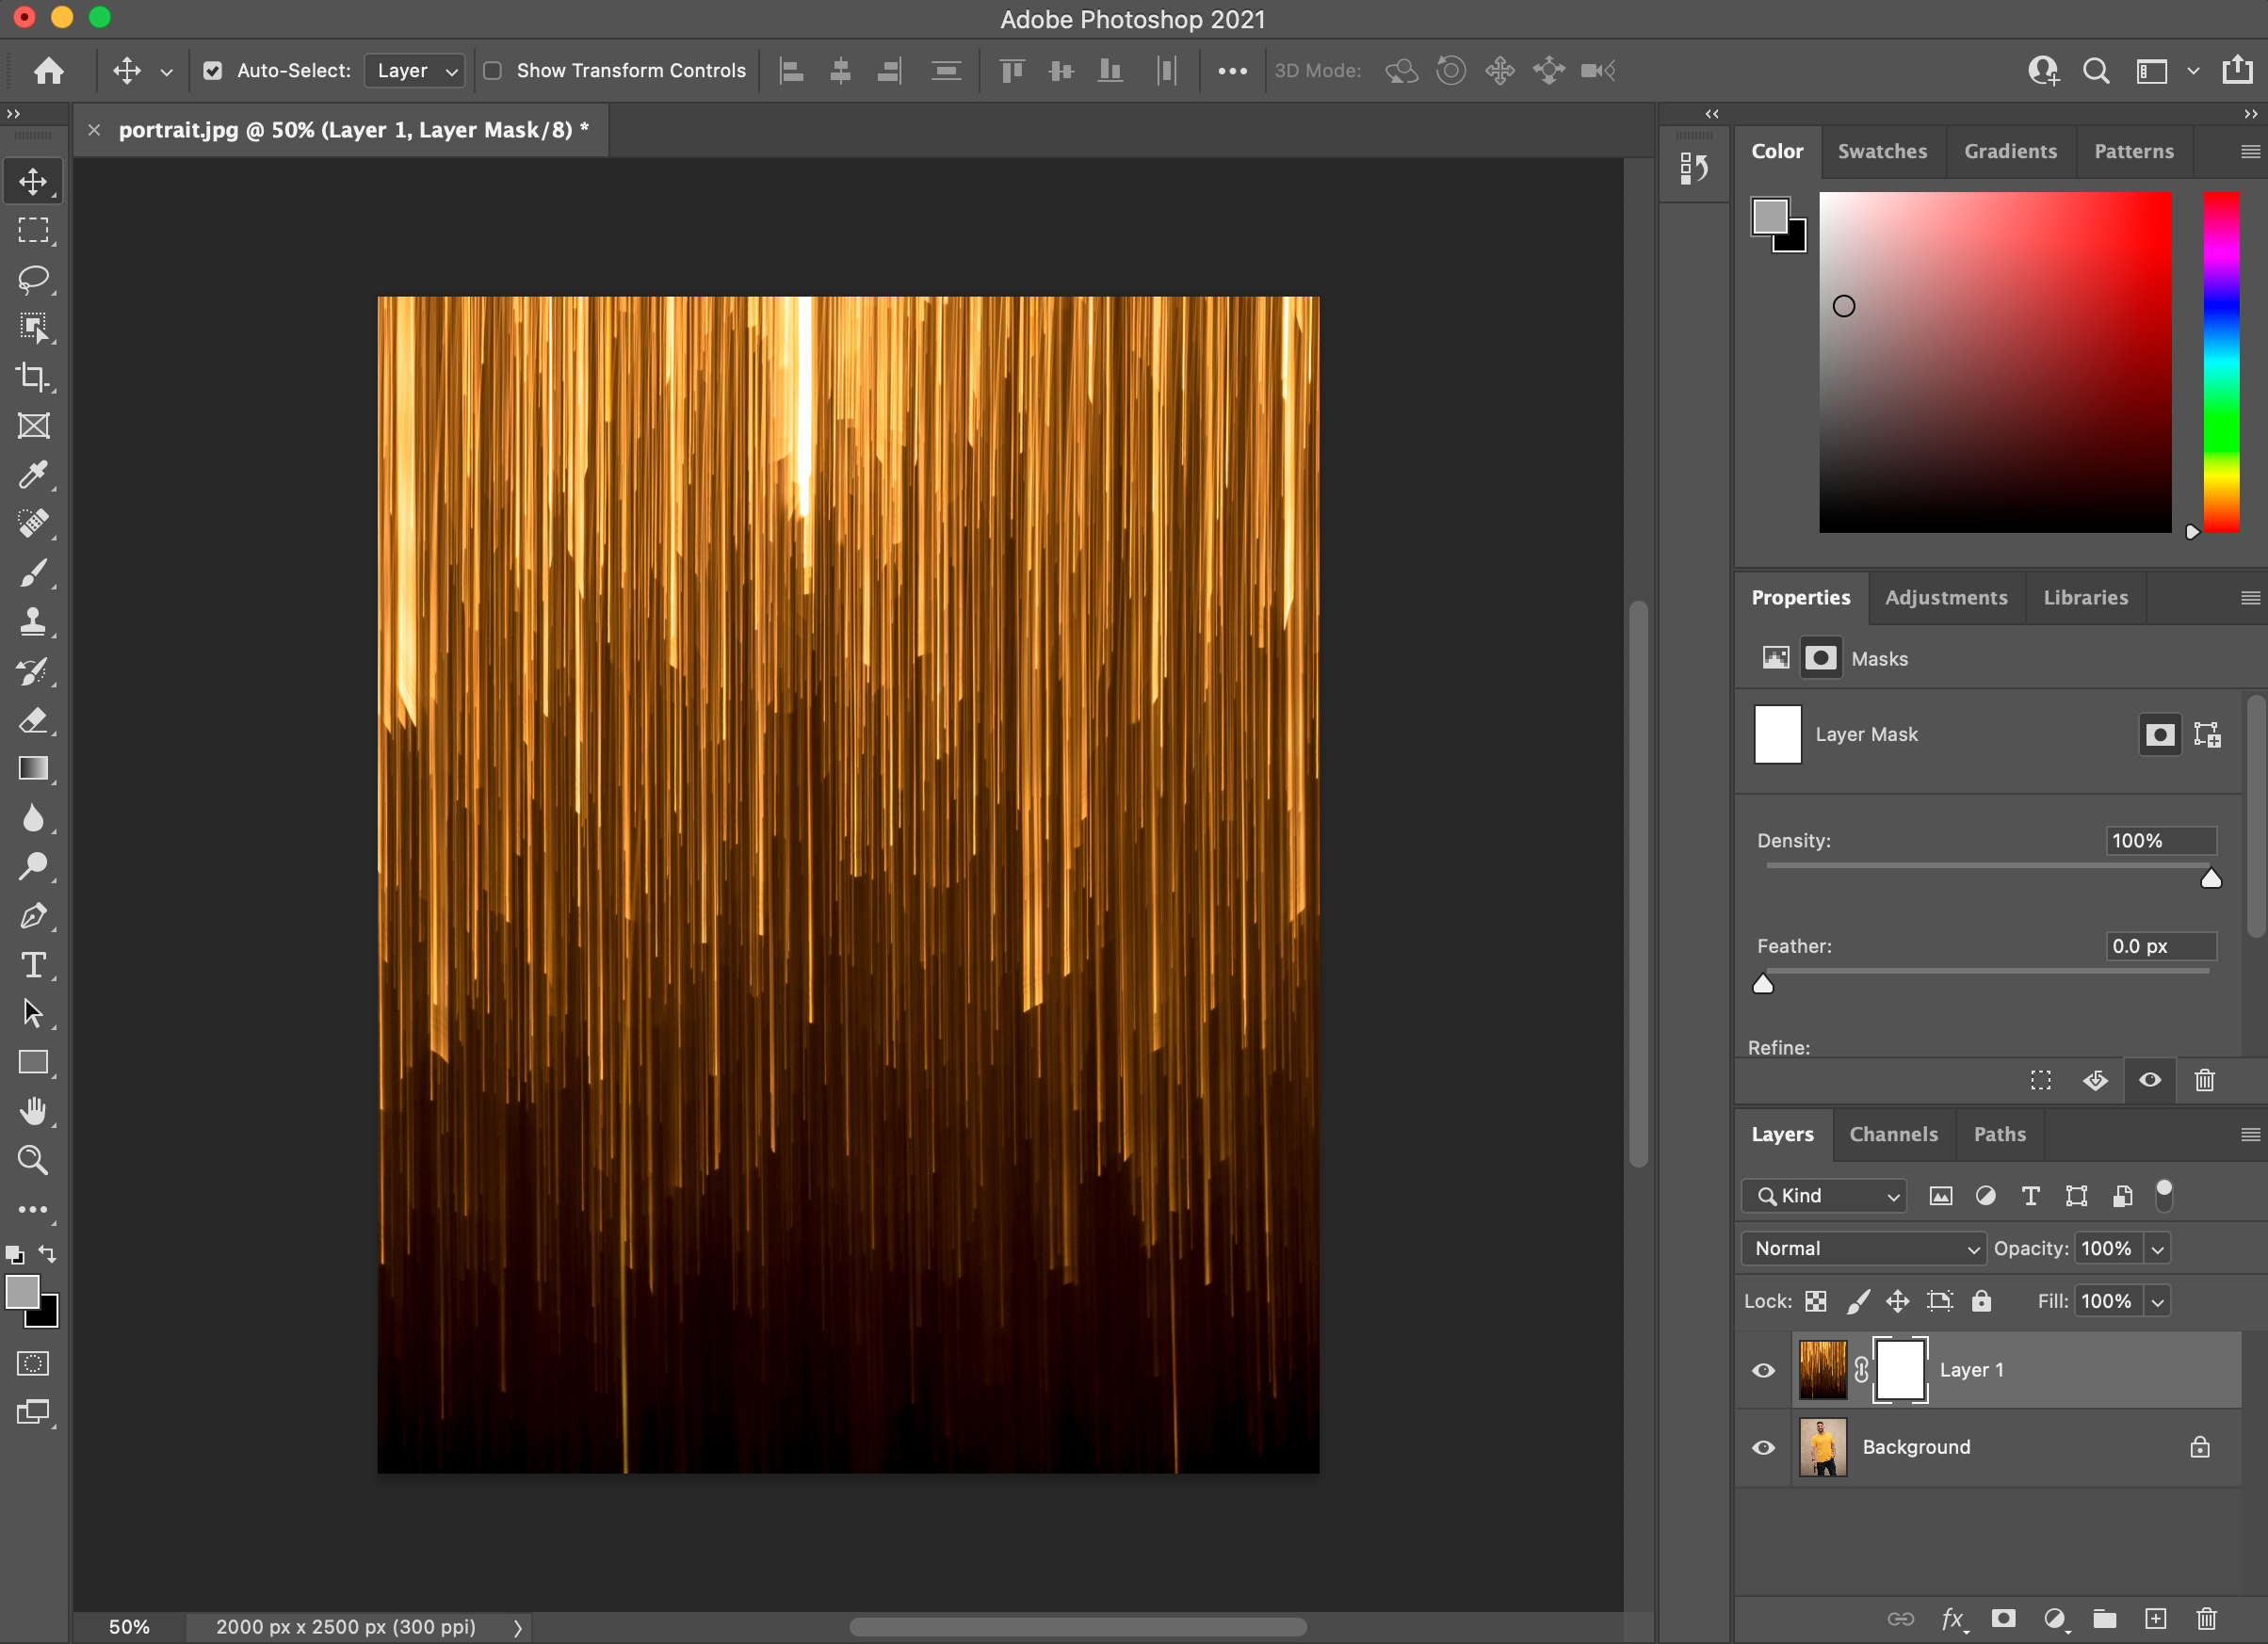 Adobe Photoshop 2021
Auto-Select: Layer Show Transform Controls 3D Mode:
portrait.jpg @ 50% (Layer 1, Layer Mask/8) *
Color Swatches Gradients Patterns
Properties Adjustments Libraries
Masks
Layer Mask
Density: 100%
Feather: 0.0 px
Refine:
Layers Channels Paths
Kind
Normal Opacity: 100%
Lock: Fill: 100%
Layer 1
Background
fx
50% 2000 px x 2500 px (300 ppi)